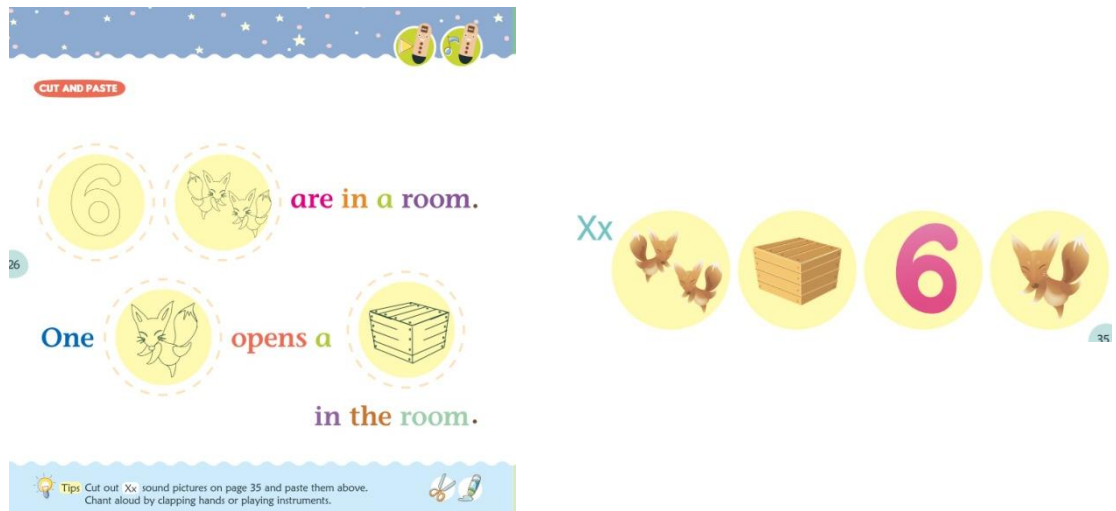 CUT AND PASTE
6 are in a room.
26
One opens a
in the room.
Tips Cut out Xx sound pictures on page 35 and paste them above.
Chant aloud by clapping hands or playing instruments.
Xx 6
35